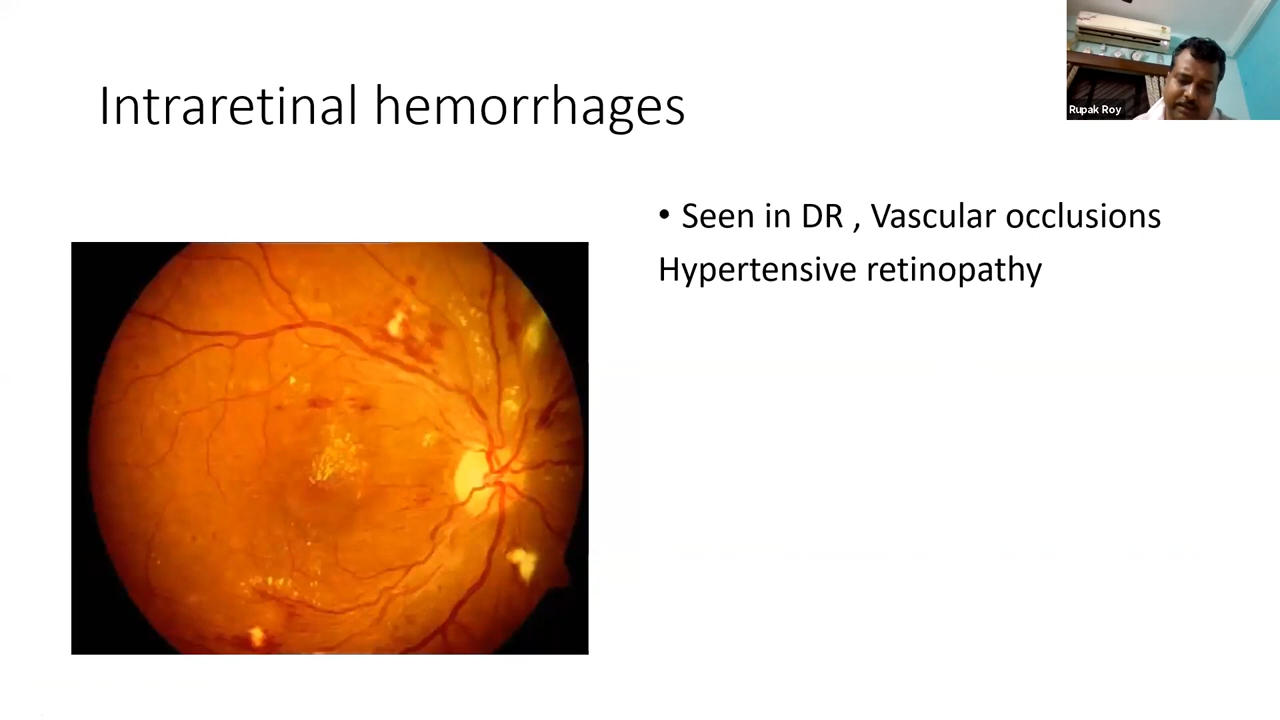 Intraretinal hemorrhages
Rupak Roy
• Seen in DR , Vascular occlusions
Hypertensive retinopathy